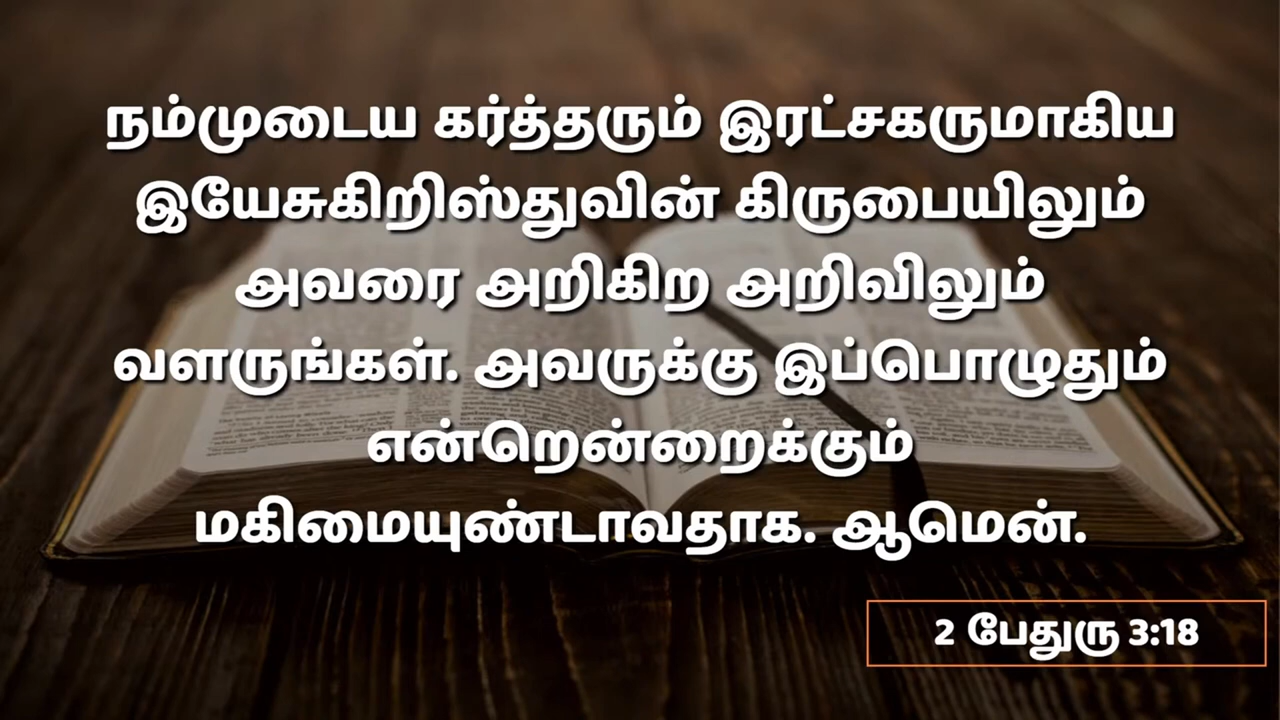 நம்முடைய கர்த்தரும் இரட்சகருமாகிய
இயேசுகிறிஸ்துவின் கிருபையிலும்
அவரை அறிகிற அறிவிலும்
வளருங்கள். அவருக்கு இப்பொழுதும்
என்றென்றைக்கும்
மகிமையுண்டாவதாக. ஆமென்.
2 பேதுரு 3:18